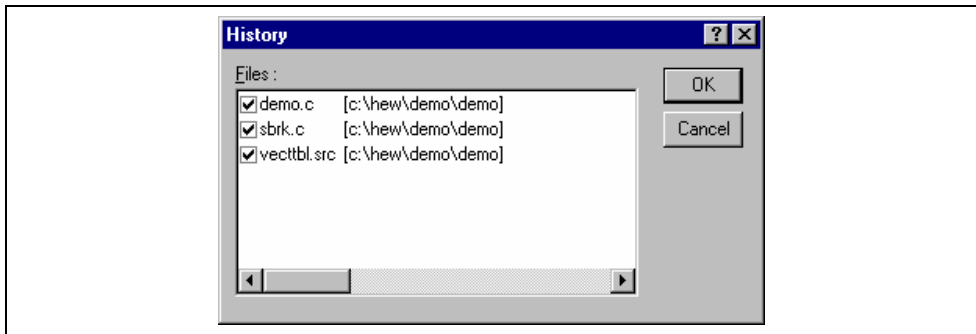 History
Files :
OK
demo.c [c:\hew\demo\demo]
sbrk.c [c:\hew\demo\demo]
Cancel
vecttbl.src [c:\hew\demo\demo]